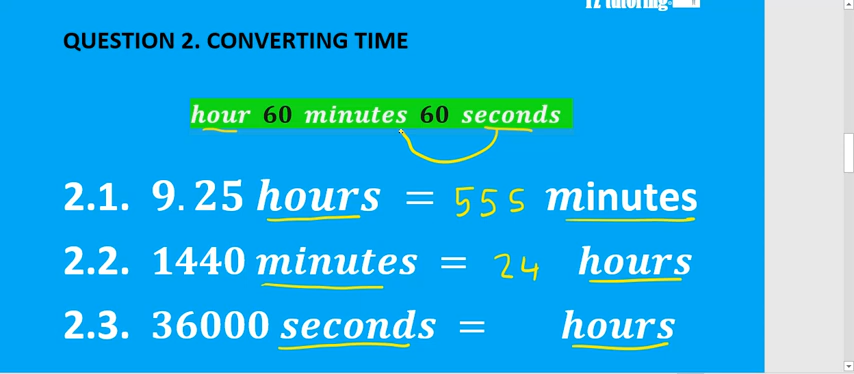 tutoring
QUESTION 2. CONVERTING TIME
hour 60 minutes 60 seconds
2.1. 9.25 hours = 555 minutes
2.2. 1440 minutes = 24 hours
2.3. 36000 seconds = hours